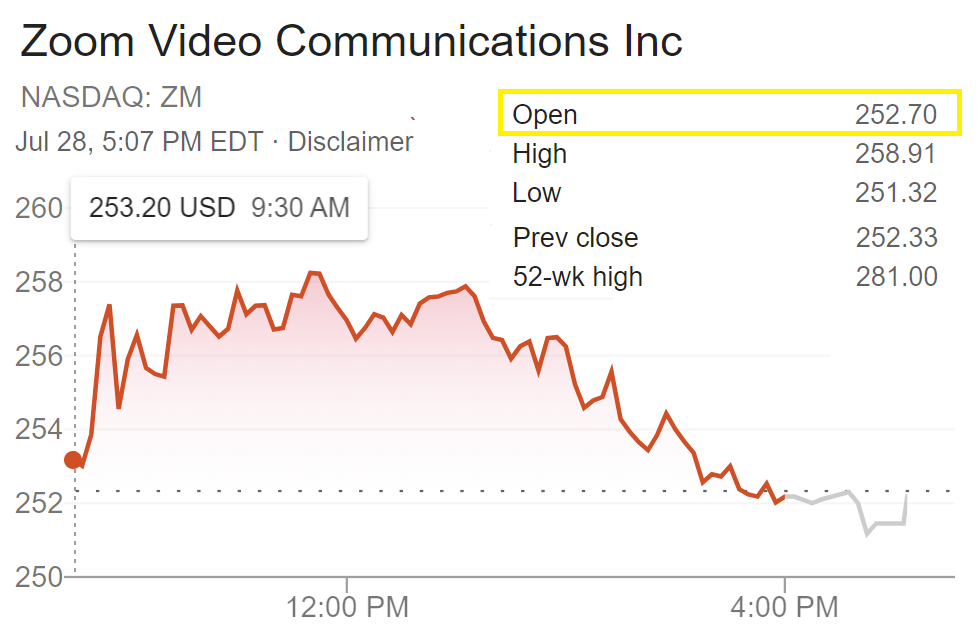 Zoom Video Communications Inc
NASDAQ: ZM
Jul 28, 5:07 PM EDT · Disclaimer
Open 252.70
High 258.91
Low 251.32
Prev close 252.33
52-wk high 281.00
253.20 USD 9:30 AM
260
258
256
254
252
250
12:00 PM 4:00 PM